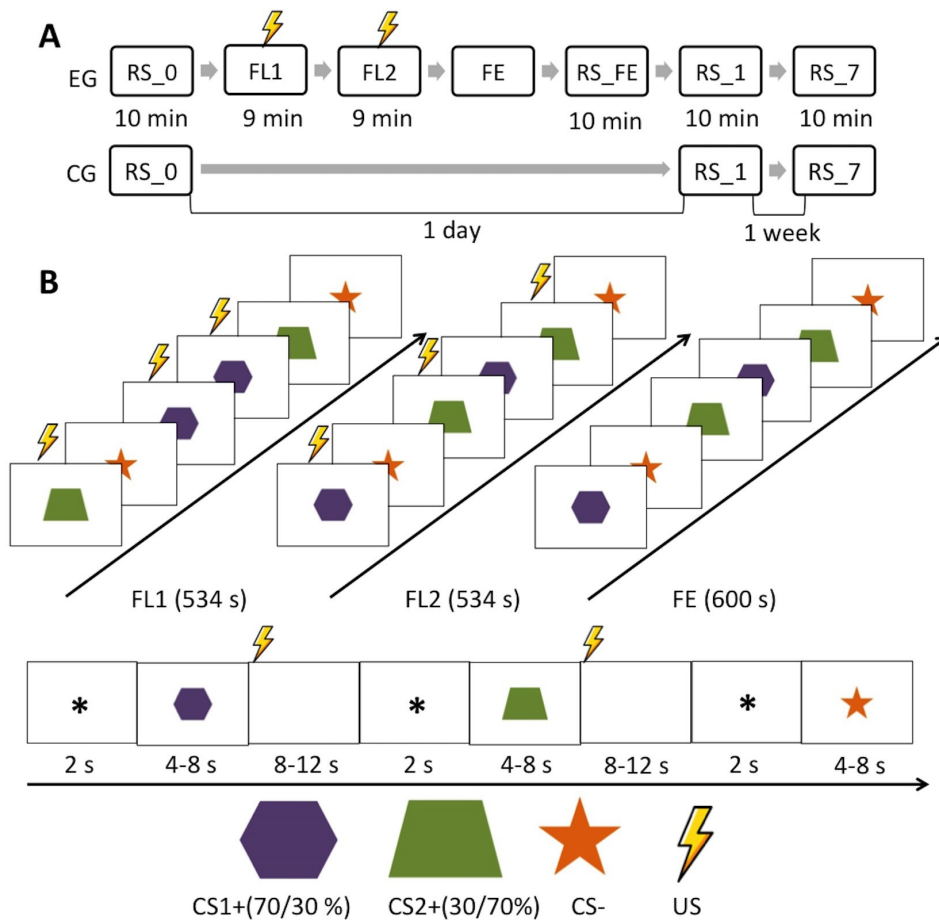 A
EG RS_0 FL1 FL2 FE RS_FE RS_1 RS_7
10 min 9 min 9 min 10 min 10 min 10 min
CG RS_0 RS_1 RS_7
1 day 1 week
B
FL1 (534 s) FL2 (534 s) FE (600 s)
* * *
2 s 4-8 s 8-12 s 2 s 4-8 s 8-12 s 2 s 4-8 s
CS1+(70/30 %) CS2+(30/70%) CS- US